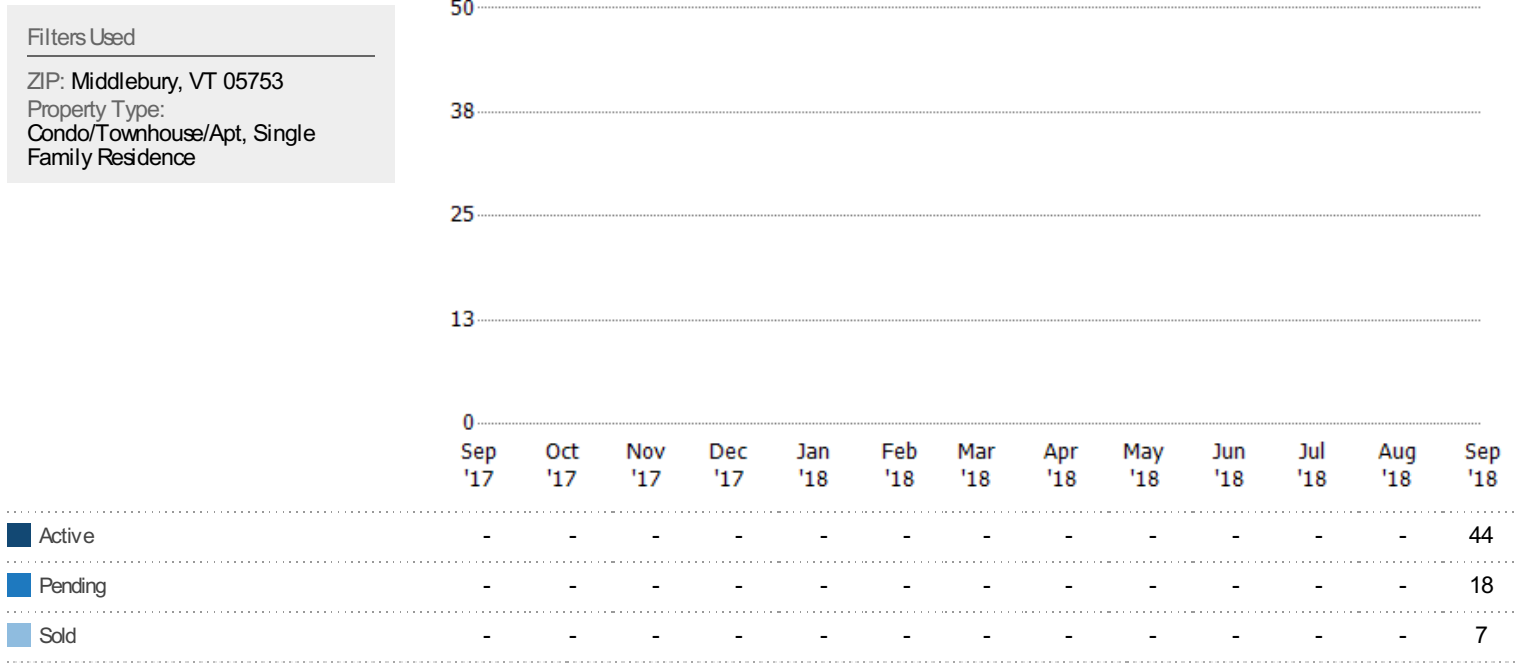 Filters Used
ZIP: Middlebury, VT 05753
Property Type:
Condo/Townhouse/Apt, Single
Family Residence
50
38
25
13
0
Sep Oct Nov Dec Jan Feb Mar Apr May Jun Jul Aug Sep
'17 '17 '17 '17 '18 '18 '18 '18 '18 '18 '18 '18 '18
Active - - - - - - - - - - - - 44
Pending - - - - - - - - - - - - 18
Sold - - - - - - - - - - - - 7